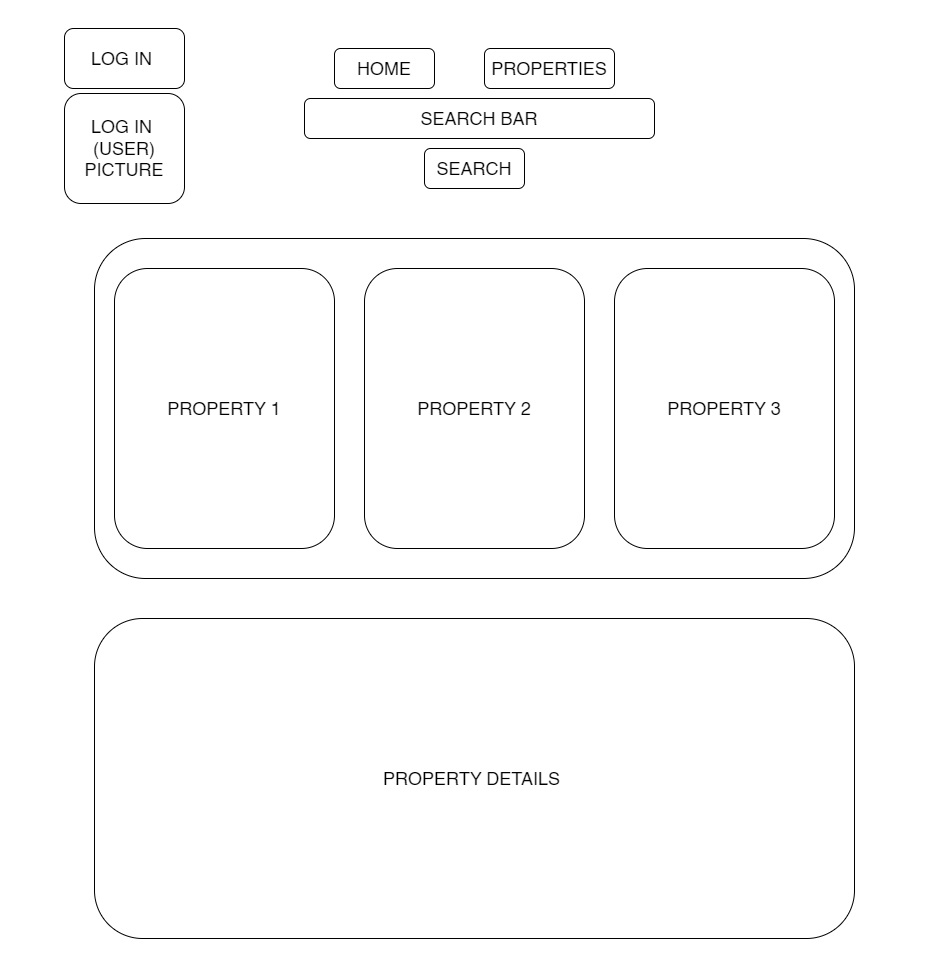 LOG IN
LOG IN
(USER)
PICTURE
HOME
PROPERTIES
SEARCH BAR
SEARCH
PROPERTY 1
PROPERTY 2
PROPERTY 3
PROPERTY DETAILS